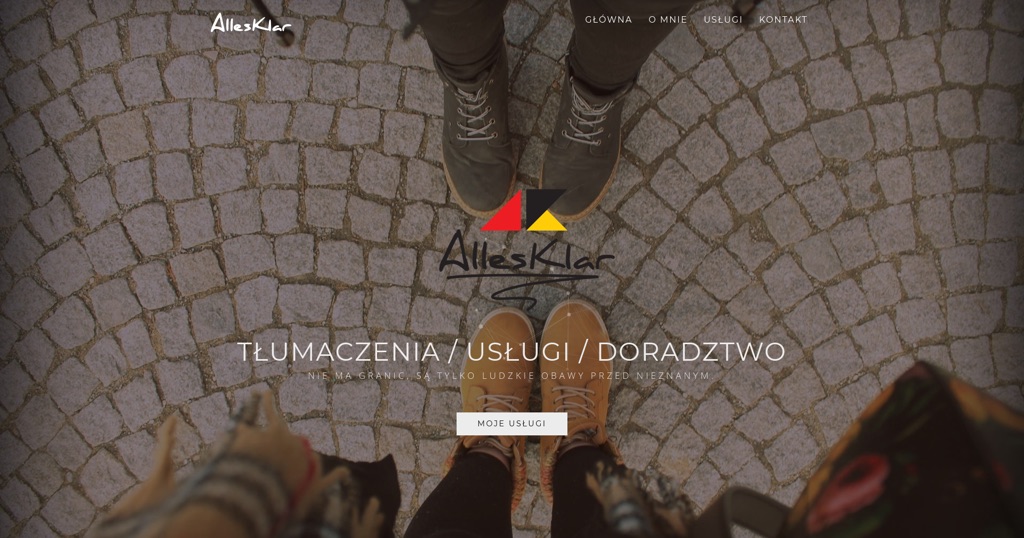 AllesKlar
GŁÓWNA O MNIE USŁUGI KONTAKT
AllesKlar
TŁUMACZENIA / USŁUGI / DORADZTWO
NIE MA GRANIC, SĄ TYLKO LUDZKIE OBAWY PRZED NIEZNANYM.
MOJE USŁUGI